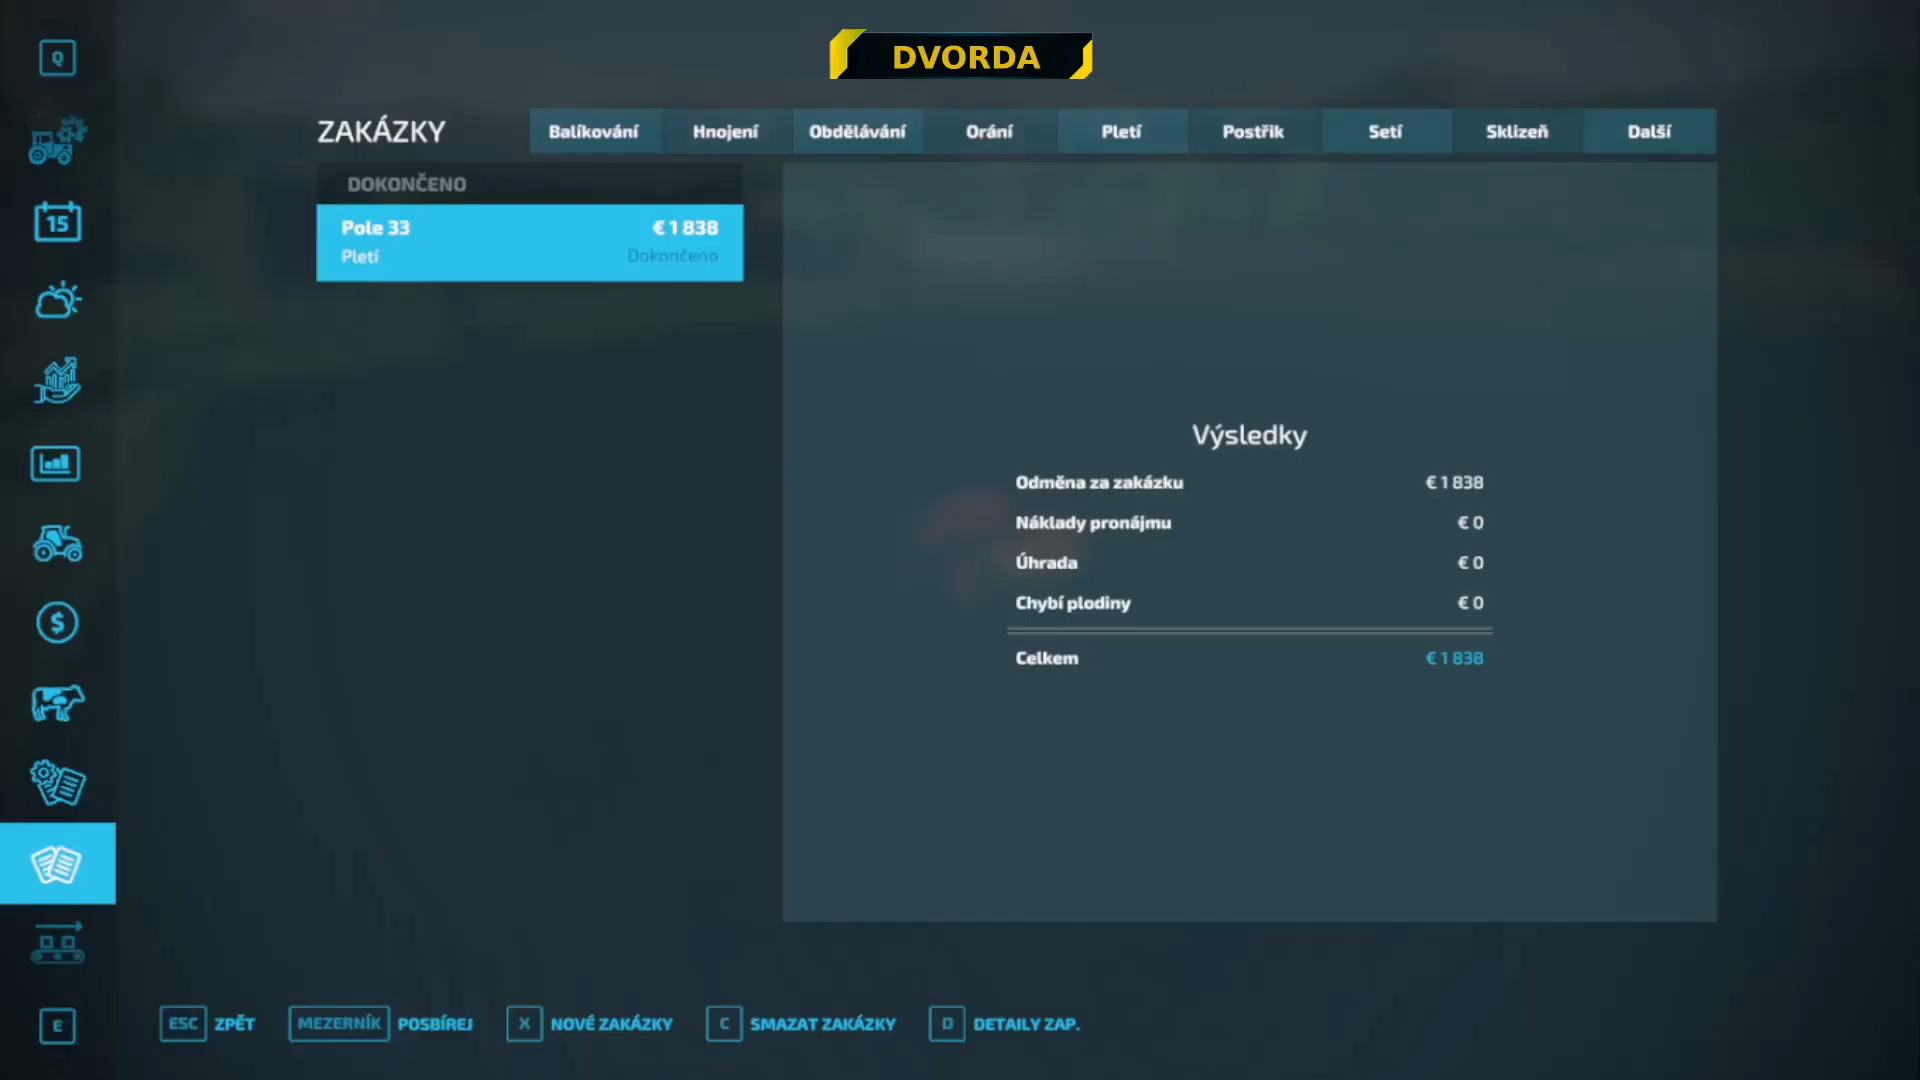 DVORDA
Q
ZAKÁZKY
Balíkování Hnojení Obdělávání Orání Pletí Postřik Setí Sklizeň Další
DOKONČENO
Pole 33 € 1 838
Pletí Dokončeno
15
Výsledky
Odměna za zakázku € 1 838
Náklady pronájmu € 0
Úhrada € 0
Chybí plodiny € 0
Celkem € 1 838
$
E
ESC ZPĚT MEZERNÍK POSBÍREJ X NOVÉ ZAKÁZKY C SMAZAT ZAKÁZKY D DETAILY ZAP.